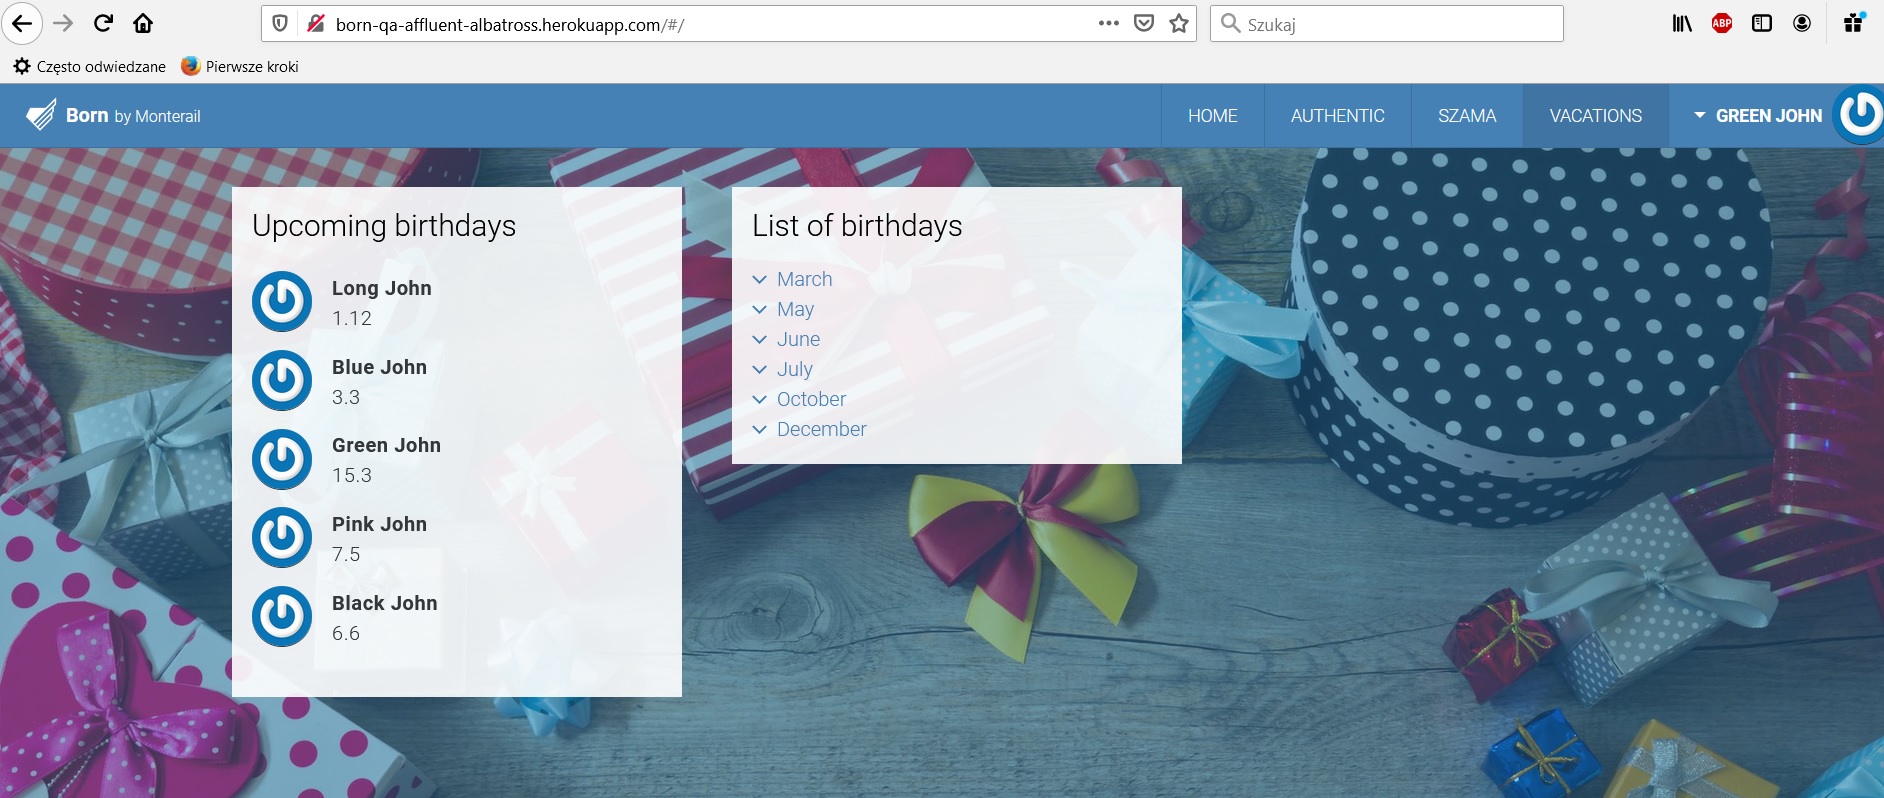 born-qa-affluent-albatross.herokuapp.com/#/
Szukaj
ABP
Często odwiedzane
Pierwsze kroki
Born by Monterail
HOME
AUTHENTIC
SZAMA
VACATIONS
GREEN JOHN
Upcoming birthdays
Long John
1.12
Blue John
3.3
Green John
15.3
Pink John
7.5
Black John
6.6
List of birthdays
March
May
June
July
October
December